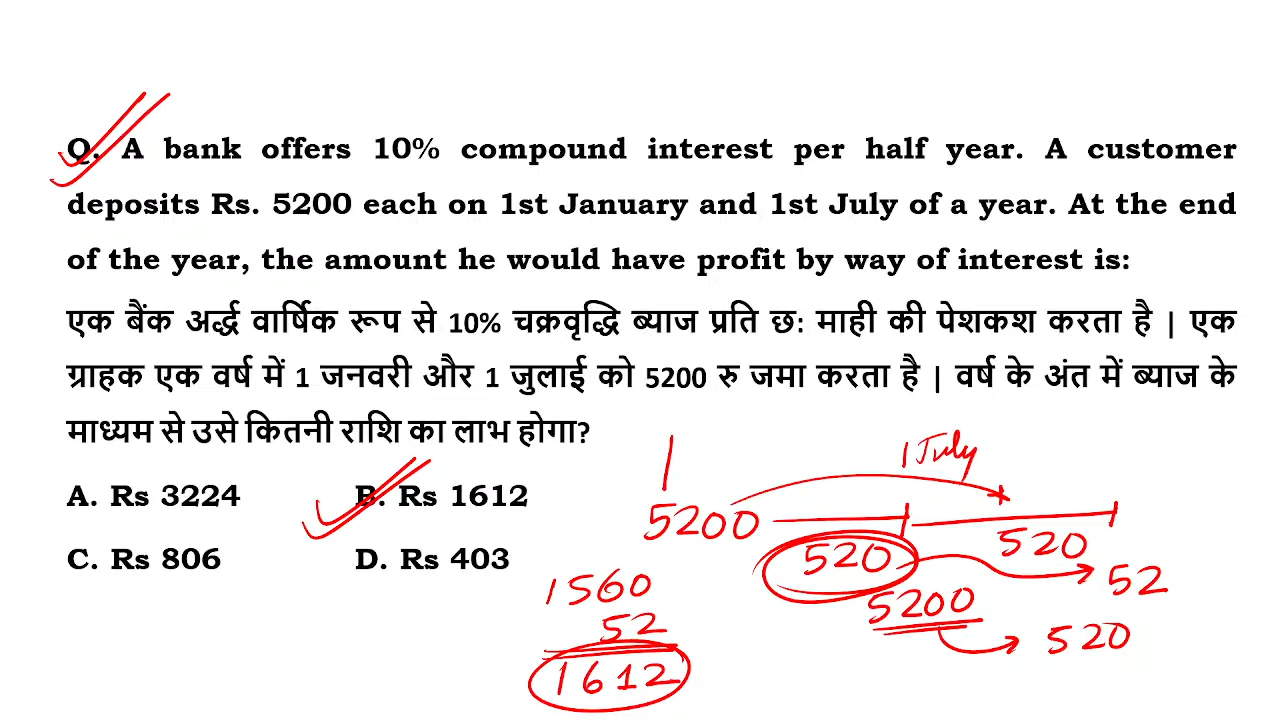 Q. A bank offers 10% compound interest per half year. A customer
deposits Rs. 5200 each on 1st January and 1st July of a year. At the end
of the year, the amount he would have profit by way of interest is:
एक बैंक अर्द्ध वार्षिक रूप से 10% चक्रवृद्धि ब्याज प्रति छ: माही की पेशकश करता है | एक
ग्राहक एक वर्ष में 1 जनवरी और 1 जुलाई को 5200 रु जमा करता है | वर्ष के अंत में ब्याज के
माध्यम से उसे कितनी राशि का लाभ होगा?
A. Rs 3224 B. Rs 1612
C. Rs 806 D. Rs 403
1 July
5200
520 520
52
5200
520
1560
52
1612